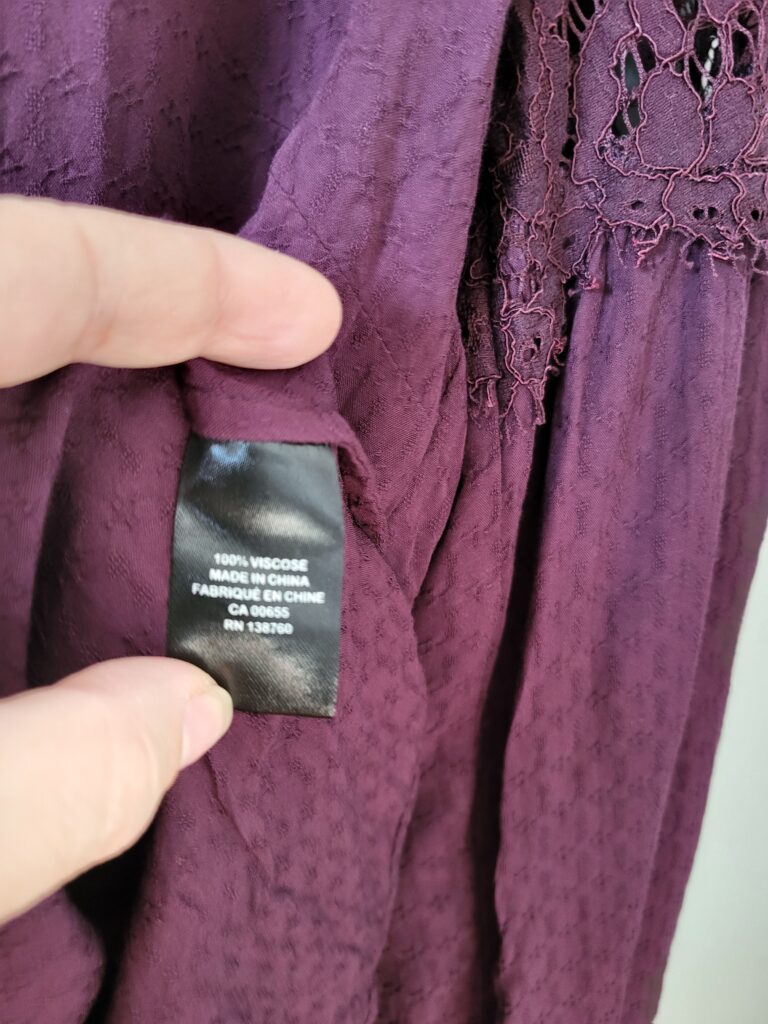 100% VISCOSE
MADE IN CHINA
FABRIQUÉ EN CHINE
CA 00655
RN 138760